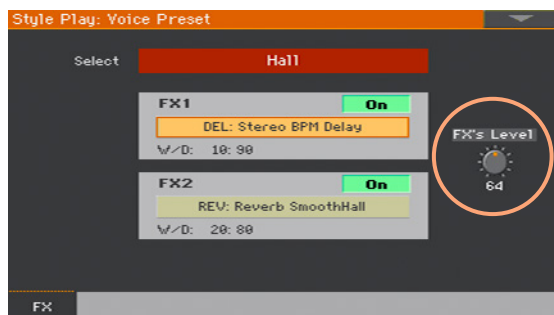 Style Play: Voice Preset
Select Hall
FX1 On
DEL: Stereo BPM Delay
W/D: 10:90
FX's Level
64
FX2 On
REV: Reverb SmoothHall
W/D: 20:80
FX